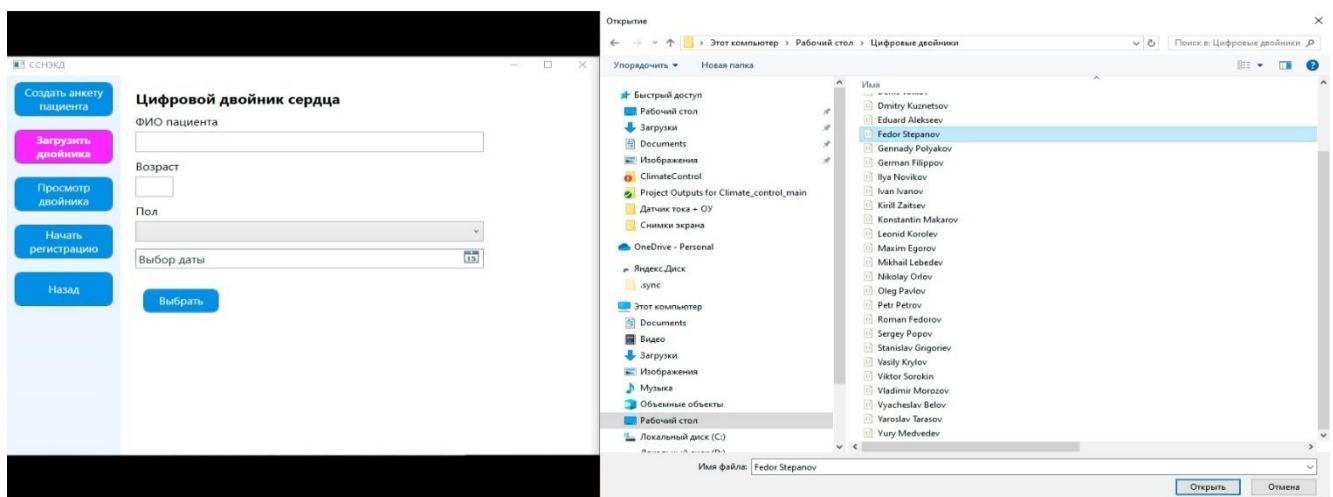 ССНЭКД
Создать анкету
пациента
Загрузить
двойника
Просмотр
двойника
Начать
регистрацию
Назад
Цифровой двойник сердца
ФИО пациента
Возраст
Пол
Выбор даты
15
Выбрать
Открытие
Этот компьютер › Рабочий стол › Цифровые двойники
Поиск в: Цифровые двойники
Упорядочить
Новая папка
Быстрый доступ
Рабочий стол
Загрузки
Documents
Изображения
ClimateControl
Project Outputs for Climate_control_main
Датчик тока + ОУ
Снимки экрана
OneDrive - Personal
Яндекс.Диск
.sync
Этот компьютер
Documents
Видео
Загрузки
Изображения
Музыка
Объемные объекты
Рабочий стол
Локальный диск (C:)
Имя
Dmitry Kuznetsov
Eduard Alekseev
Fedor Stepanov
Gennady Polyakov
German Filippov
Ilya Novikov
Ivan Ivanov
Kirill Zaitsev
Konstantin Makarov
Leonid Korolev
Maxim Egorov
Mikhail Lebedev
Nikolay Orlov
Oleg Pavlov
Petr Petrov
Roman Fedorov
Sergey Popov
Stanislav Grigoriev
Vasily Krylov
Viktor Sorokin
Vladimir Morozov
Vyacheslav Belov
Yaroslav Tarasov
Yury Medvedev
Имя файла: Fedor Stepanov
Открыть
Отмена